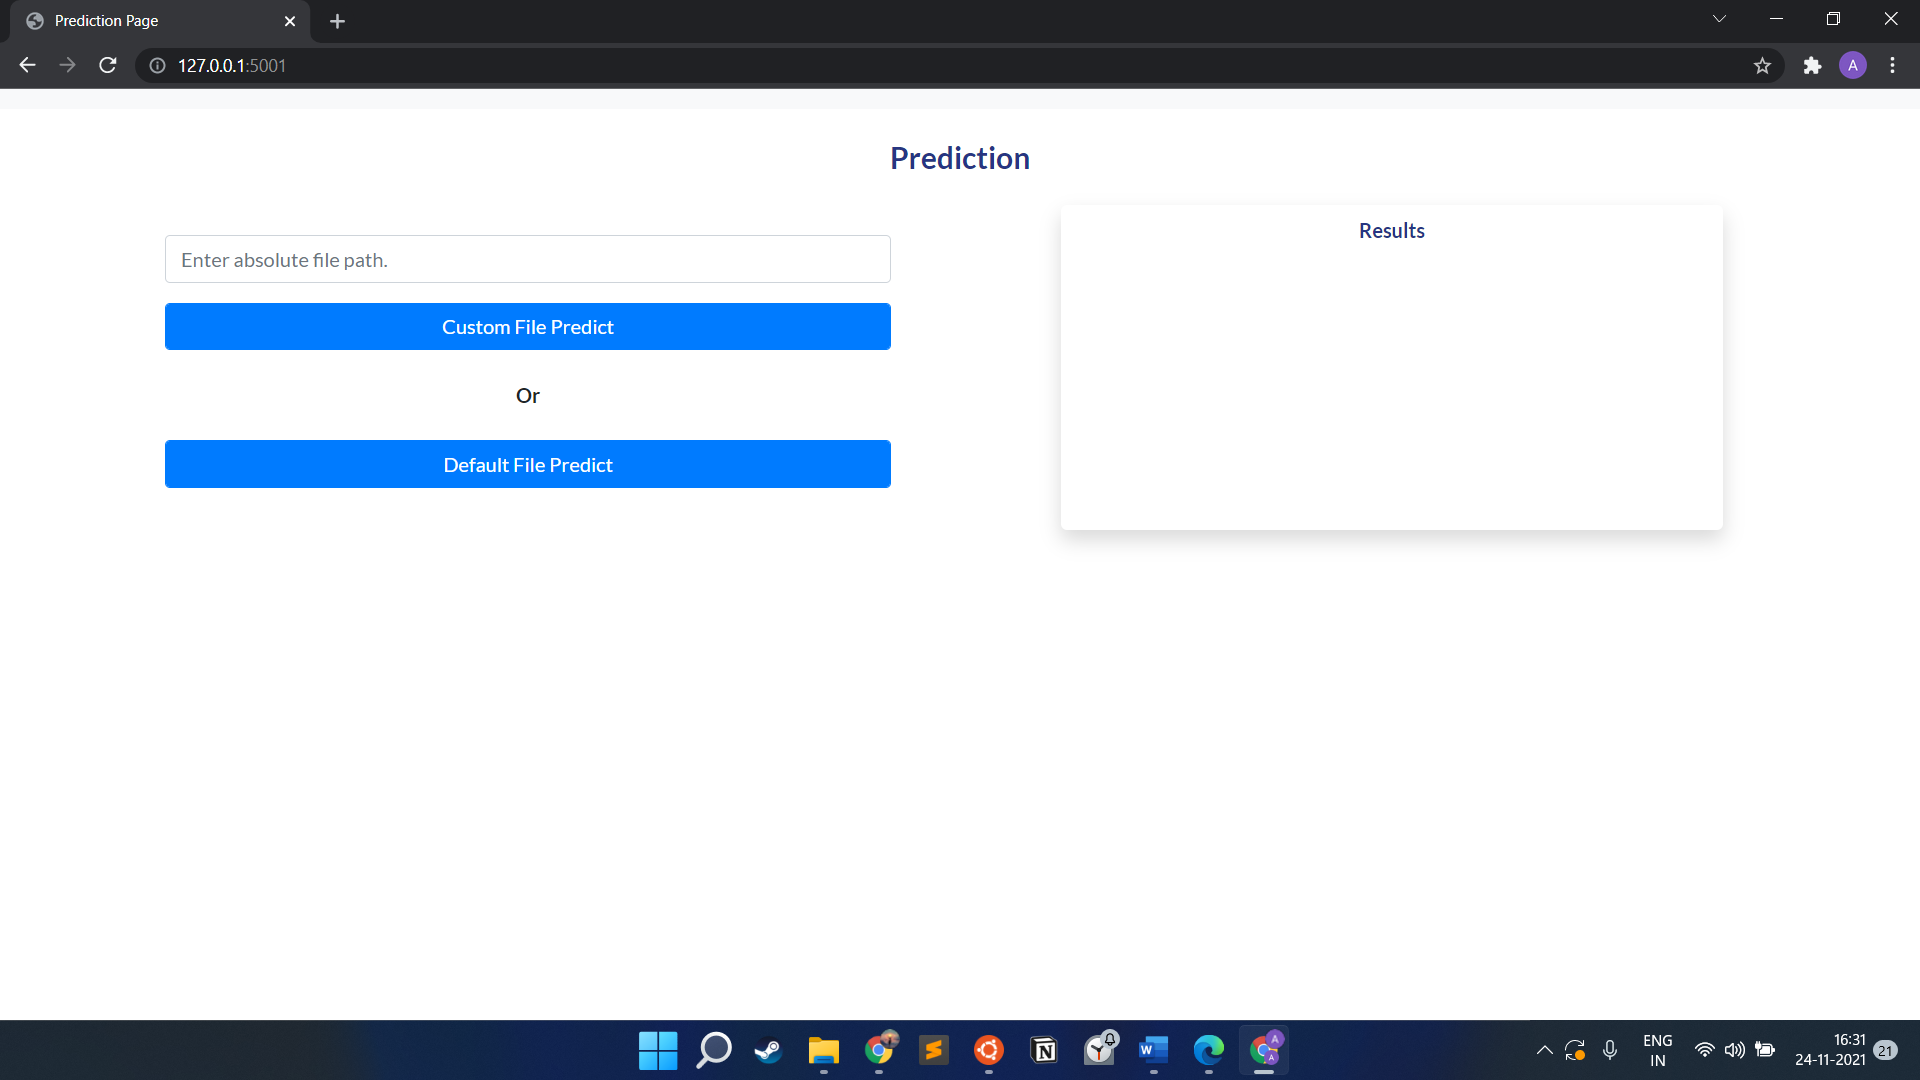 Prediction Page
127.0.0.1:5001
A
Prediction
Enter absolute file path.
Custom File Predict
Or
Default File Predict
Results
ENG
IN
16:31
24-11-2021
21